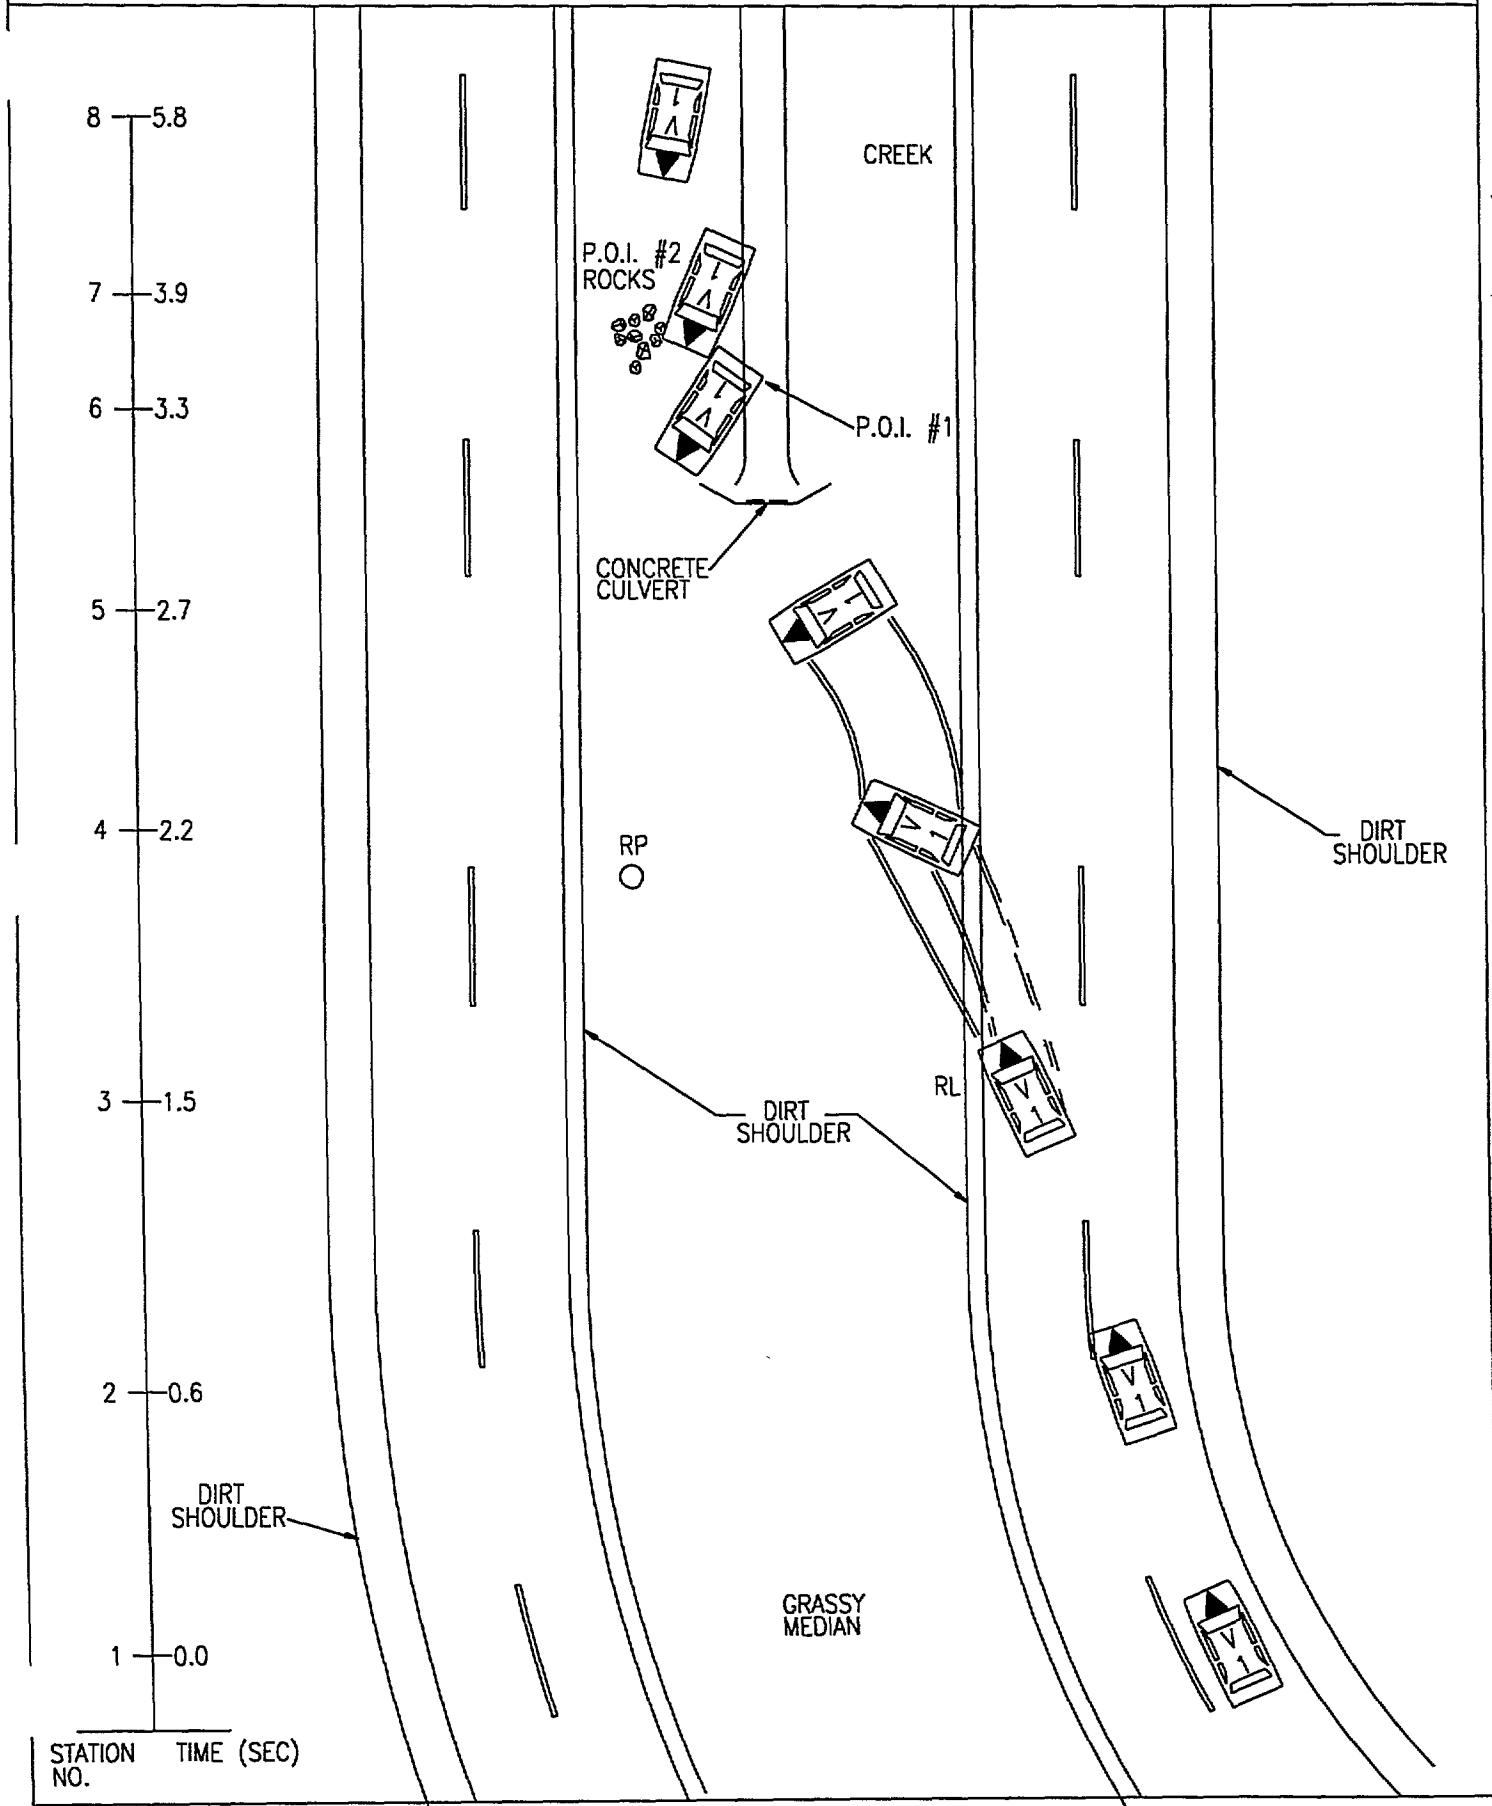 8 5.8
V 1
CREEK
P.O.I. #2
ROCKS
V 1
7 3.9
V 1
6 3.3
P.O.I. #1
CONCRETE
CULVERT
V 1
5 2.7
V 1
4 2.2
RP
DIRT
SHOULDER
RL
V 1
3 1.5
DIRT
SHOULDER
V 1
2 0.6
DIRT
SHOULDER
GRASSY
MEDIAN
V 1
1 0.0
STATION TIME (SEC)
NO.